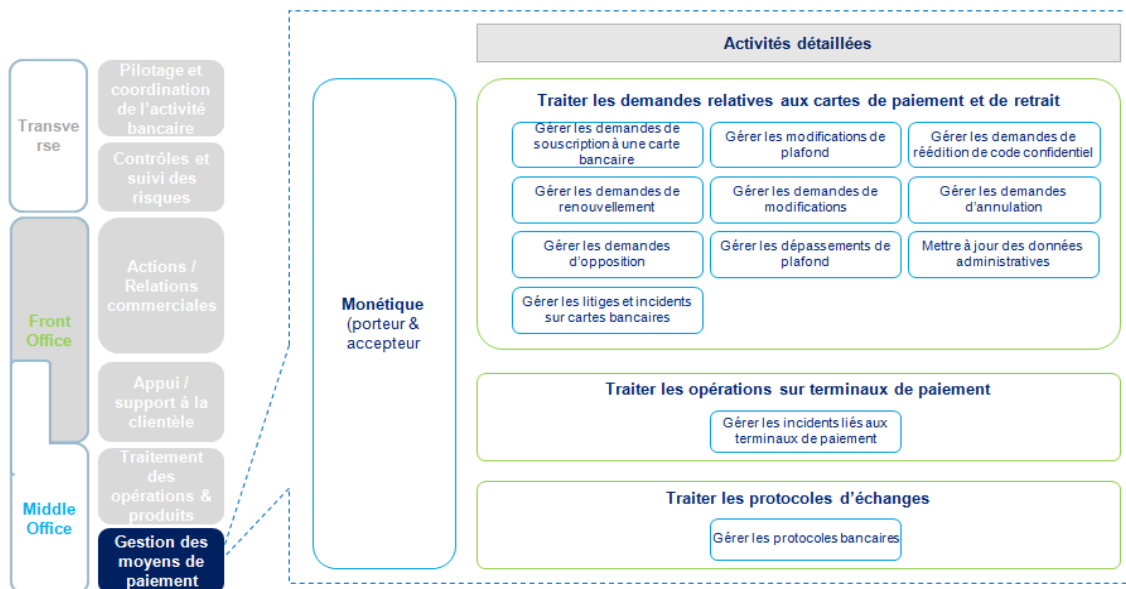 Activités détaillées
Transve
rse
Pilotage et
coordination
de l'activité
bancaire
Contrôles et
suivi des
risques
Front
Office
Actions /
Relations
commerciales
Appui /
support à la
clientèle
Middle
Office
Traitement
des
opérations &
produits
Gestion des
moyens de
paiement
Monétique
(porteur &
accepteur
Traiter les demandes relatives aux cartes de paiement et de retrait
Gérer les demandes de
souscription à une carte
bancaire
Gérer les modifications de
plafond
Gérer les demandes de
réédition de code confidentiel
Gérer les demandes de
renouvellement
Gérer les demandes de
modifications
Gérer les demandes
d'annulation
Gérer les demandes
d'opposition
Gérer les dépassements de
plafond
Mettre à jour des données
administratives
Gérer les litiges et incidents
sur cartes bancaires
Traiter les opérations sur terminaux de paiement
Gérer les incidents liés aux
terminaux de paiement
Traiter les protocoles d'échanges
Gérer les protocoles bancaires